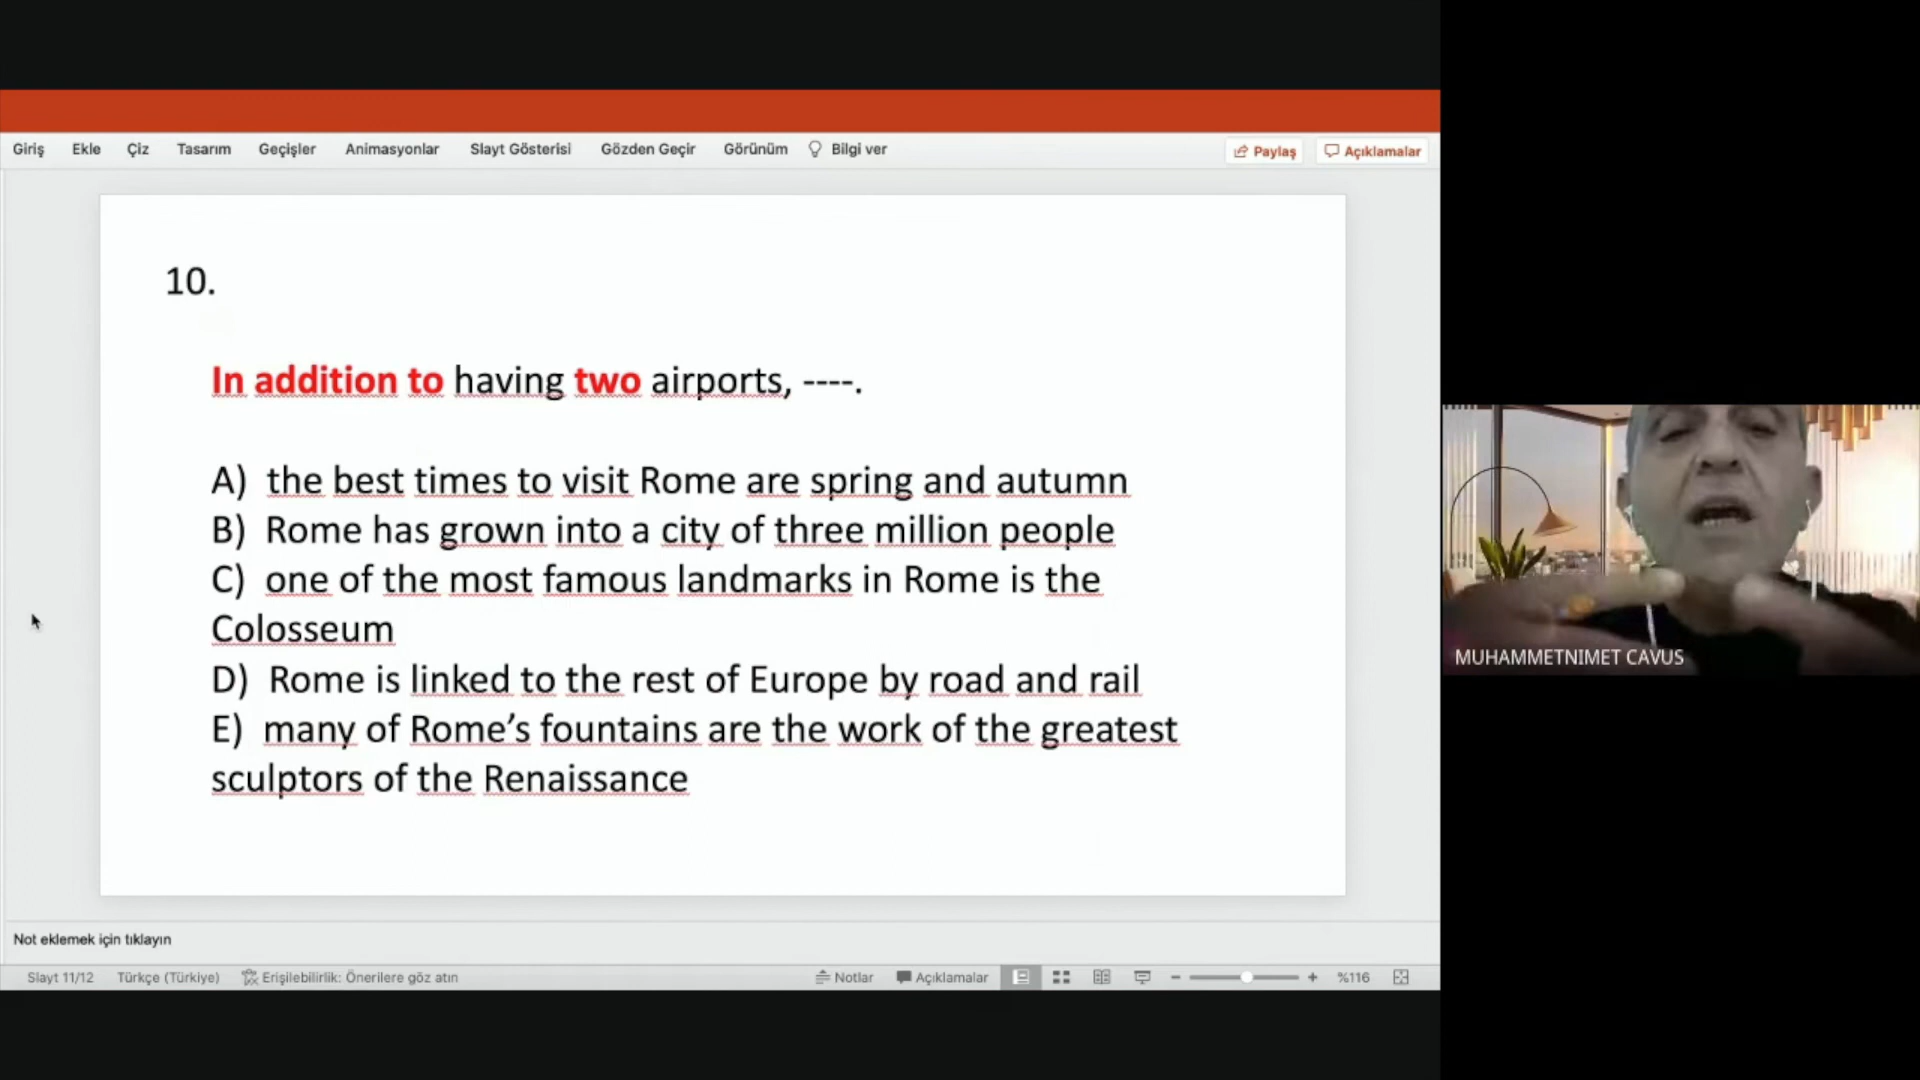 Giriş Ekle Çiz Tasarım Geçişler Animasyonlar Slayt Gösterisi Gözden Geçir Görünüm Bilgi ver Paylaş Açıklamalar
10.
In addition to having two airports, ----.
A) the best times to visit Rome are spring and autumn
B) Rome has grown into a city of three million people
C) one of the most famous landmarks in Rome is the
Colosseum
D) Rome is linked to the rest of Europe by road and rail
E) many of Rome’s fountains are the work of the greatest
sculptors of the Renaissance
MUHAMMETNIMET CAVUS
Not eklemek için tıklayın
Slayt 11/12 Türkçe (Türkiye) Erişilebilirlik: Önerilere göz atın Notlar Açıklamalar %116